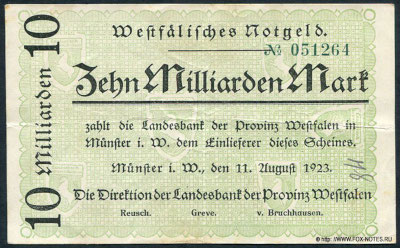 Westfälisches Notgeld.
№ 051264
Zehn Milliarden Mark
zahlt die Landesbank der Provinz Westfalen in
Münster i. W. dem Einlieferer dieses Scheines.
Münster i. W., den 11. August 1923.
Die Direktion der Landesbank der Provinz Westfalen
Reusch. Greve. v. Bruchhausen.
10 Milliarden 10
http://www.FOX-NOTES.RU